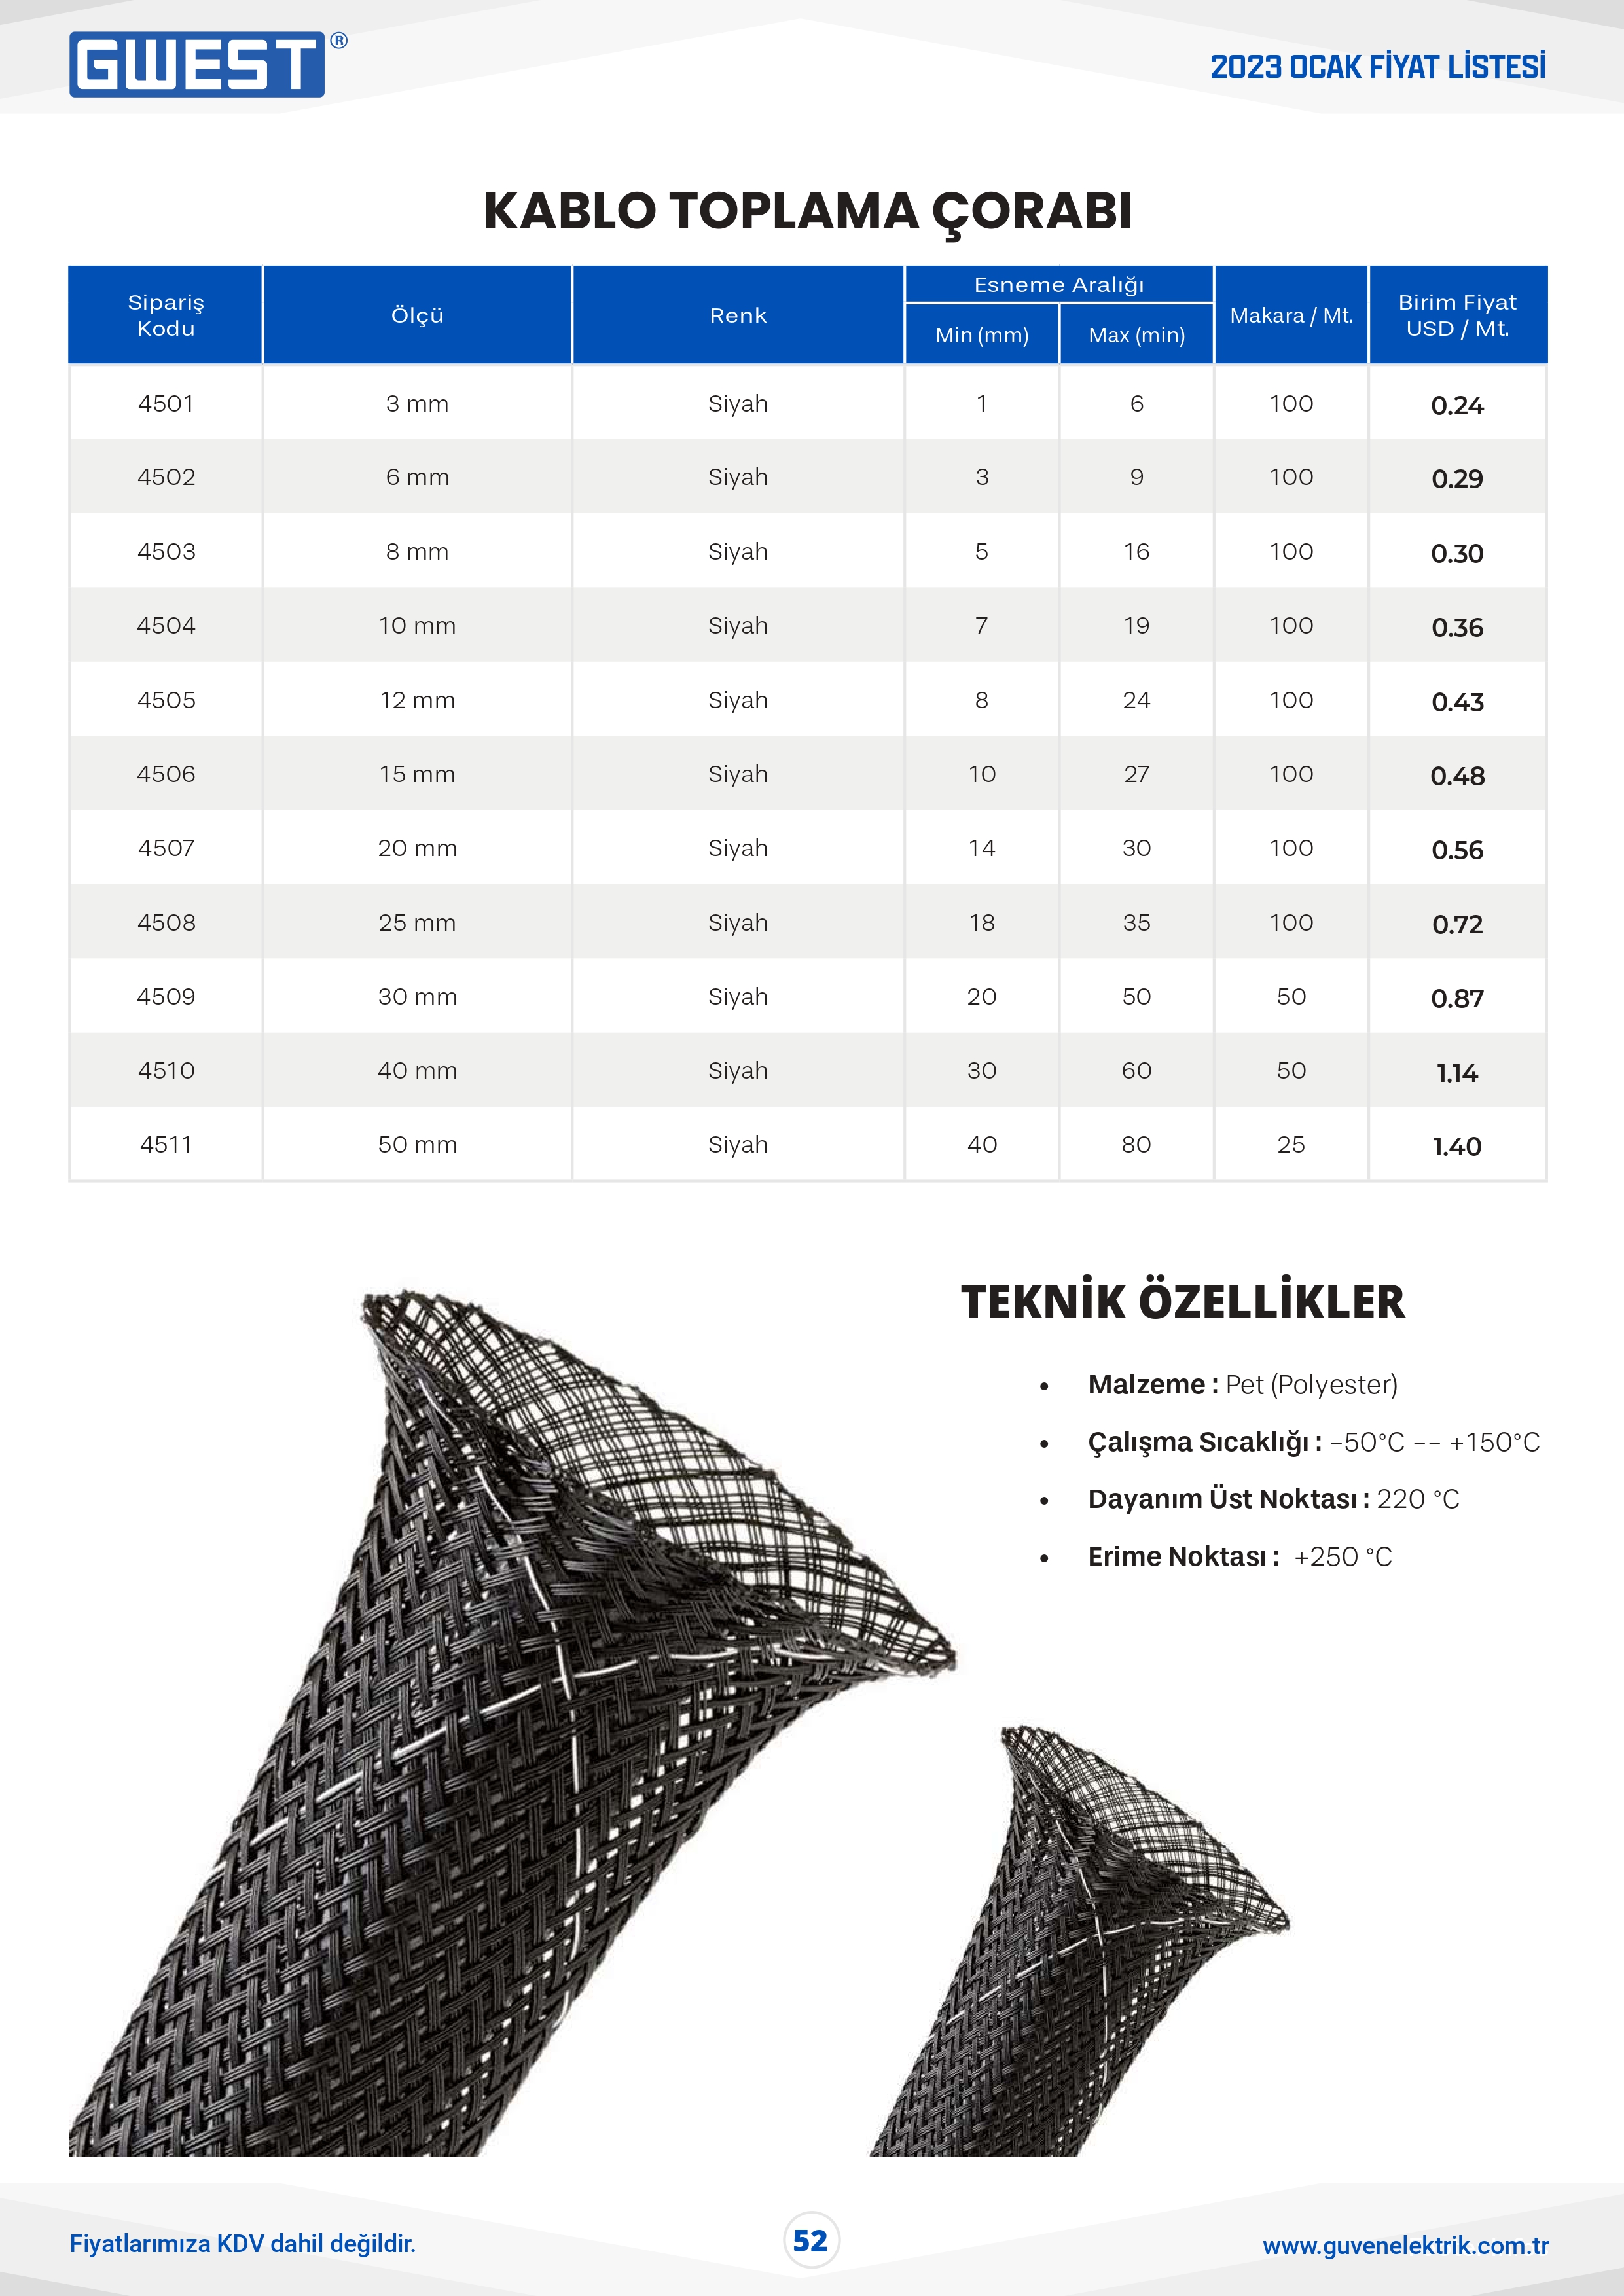 GWEST®
2023 OCAK FİYAT LİSTESİ
KABLO TOPLAMA ÇORABI
Sipariş Kodu Ölçü Renk Esneme Aralığı Min (mm) Max (min) Makara / Mt. Birim Fiyat USD / Mt.
4501 3 mm Siyah 1 6 100 0.24
4502 6 mm Siyah 3 9 100 0.29
4503 8 mm Siyah 5 16 100 0.30
4504 10 mm Siyah 7 19 100 0.36
4505 12 mm Siyah 8 24 100 0.43
4506 15 mm Siyah 10 27 100 0.48
4507 20 mm Siyah 14 30 100 0.56
4508 25 mm Siyah 18 35 100 0.72
4509 30 mm Siyah 20 50 50 0.87
4510 40 mm Siyah 30 60 50 1.14
4511 50 mm Siyah 40 80 25 1.40
TEKNİK ÖZELLİKLER
• Malzeme : Pet (Polyester)
• Çalışma Sıcaklığı : -50°C -- +150°C
• Dayanım Üst Noktası : 220 °C
• Erime Noktası : +250 °C
Fiyatlarımıza KDV dahil değildir.
52
www.guvenelektrik.com.tr